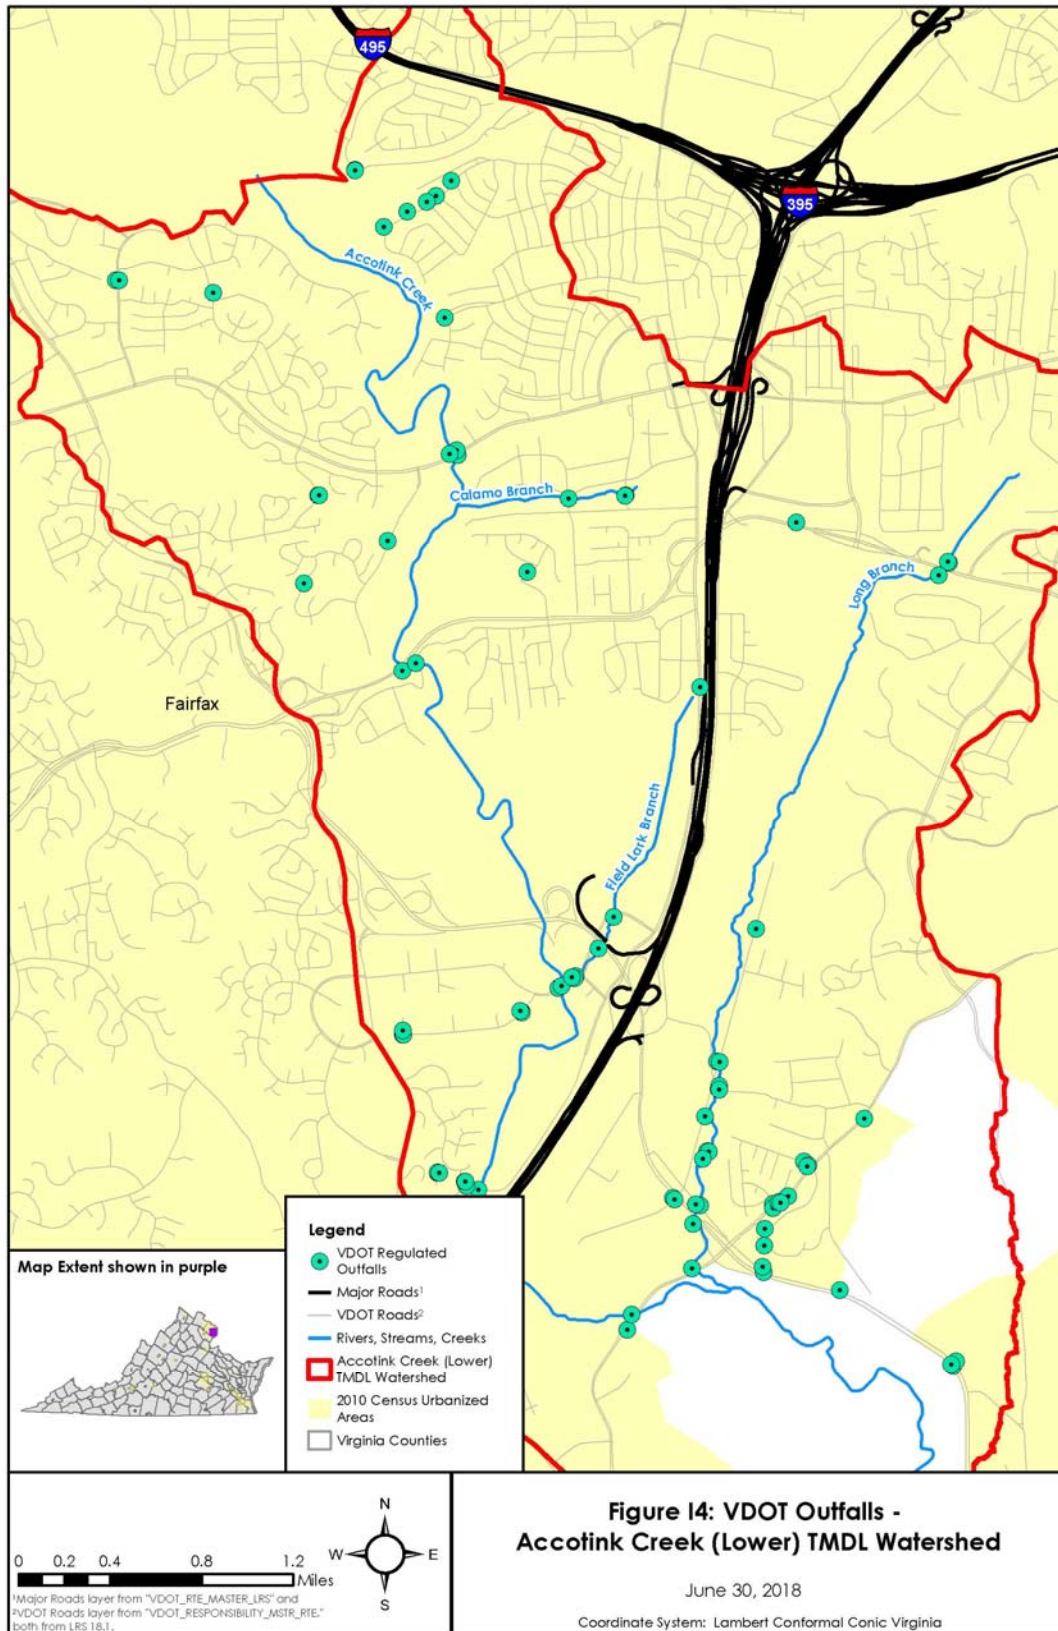 495
395
Accotink Creek
Calamo Branch
Long Branch
Fairfax
Field Lark Branch
Legend
VDOT Regulated
Outfalls
Major Roads¹
VDOT Roads²
Rivers, Streams, Creeks
Accotink Creek (Lower)
TMDL Watershed
2010 Census Urbanized
Areas
Virginia Counties
Map Extent shown in purple
0 0.2 0.4 0.8 1.2
Miles
N
W E
S
¹Major Roads layer from "VDOT_RTE_MASTER_LRS" and
²VDOT Roads layer from "VDOT_RESPONSIBILITY_MSTR_RTE,"
both from LRS 18.1.
Figure I4: VDOT Outfalls -
Accotink Creek (Lower) TMDL Watershed
June 30, 2018
Coordinate System: Lambert Conformal Conic Virginia